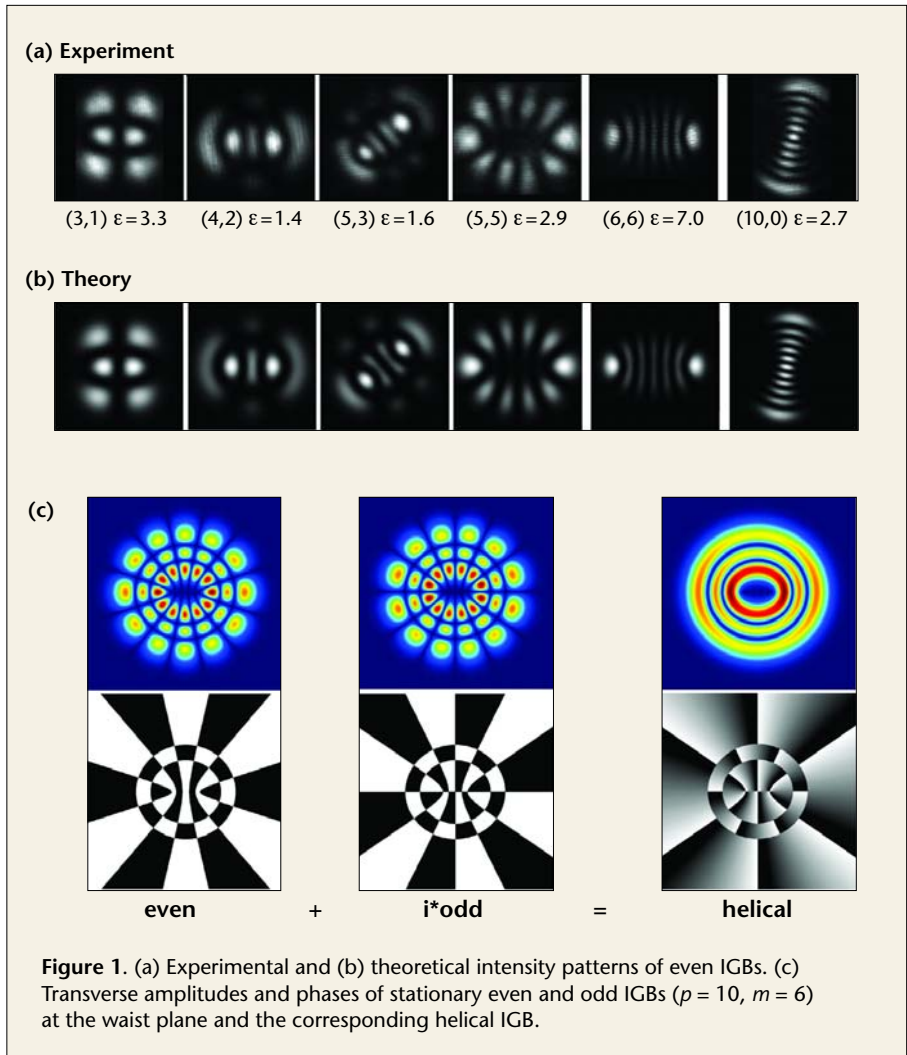 (a) Experiment
(3,1) ε=3.3 (4,2) ε=1.4 (5,3) ε=1.6 (5,5) ε=2.9 (6,6) ε=7.0 (10,0) ε=2.7
(b) Theory
(c)
even + i*odd = helical
Figure 1. (a) Experimental and (b) theoretical intensity patterns of even IGBs. (c)
Transverse amplitudes and phases of stationary even and odd IGBs (p = 10, m = 6)
at the waist plane and the corresponding helical IGB.